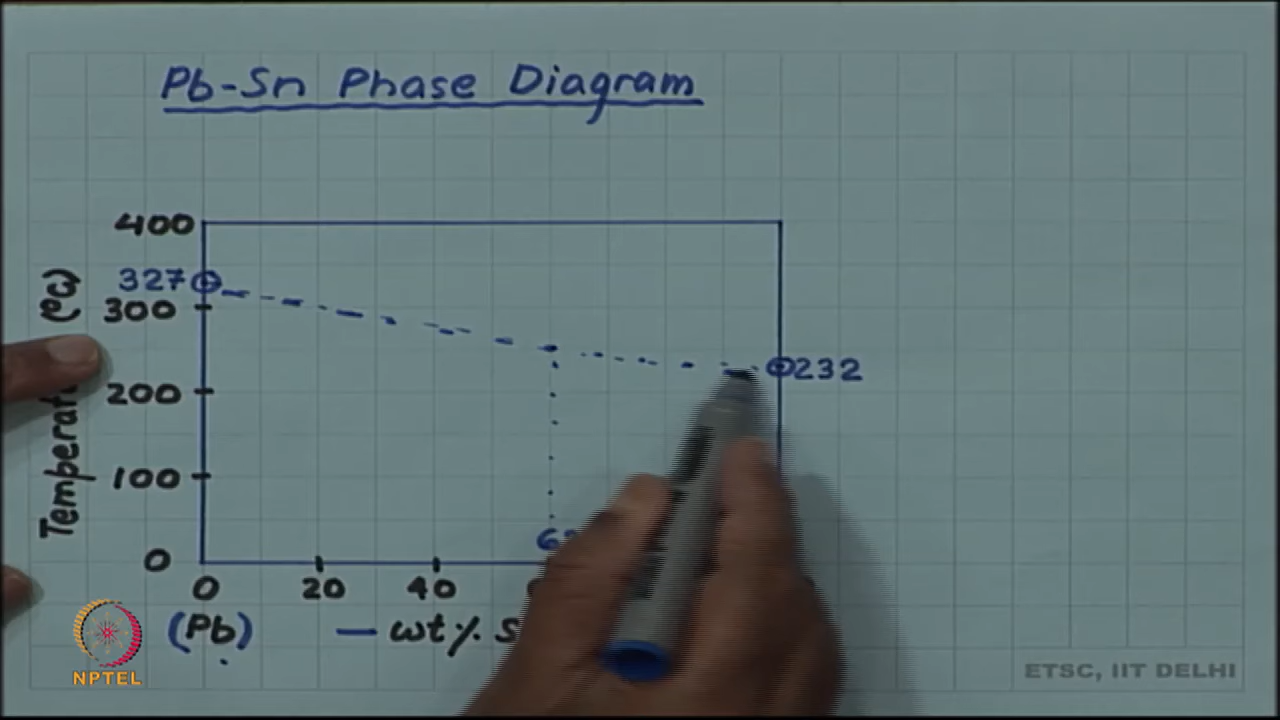 Pb-Sn Phase Diagram
400
327
300
232
200
100
0
0 20 40
(Pb) — wt%
(°C)
NPTEL
ETSC, IIT DELHI